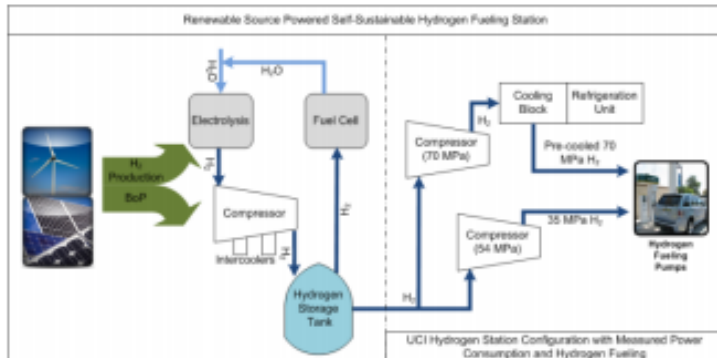 Renewable Source Powered Self-Sustainable Hydrogen Fueling Station
H₂O
H₂O
Electrolysis
Fuel Cell
H₂
Production
BoP
H₂
Compressor
Intercoolers
H₂
H₂
Hydrogen
Storage
Tank
H₂
Compressor
(70 MPa)
H₂
Cooling
Block
Refrigeration
Unit
Pre-cooled 70
MPa H₂
Compressor
(54 MPa)
35 MPa H₂
Hydrogen
Fueling
Pumps
UCI Hydrogen Station Configuration with Measured Power
Consumption and Hydrogen Fueling